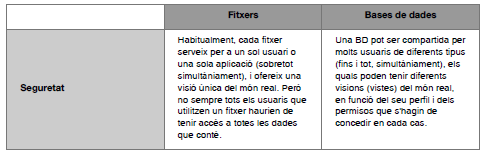 Fitxers
Bases de dades
Seguretat
Habitualment, cada fitxer
serveix per a un sol usuari o
una sola aplicació (sobretot
simultàniament), i ofereix una
visió única del món real. Però
no sempre tots els usuaris que
utilitzen un fitxer haurien de
tenir accés a totes les dades
que conté.
Una BD pot ser compartida per
molts usuaris de diferents tipus
(fins i tot, simultàniament), els
quals poden tenir diferents
visions (vistes) del món real,
en funció del seu perfil i dels
permisos que s'hagin de
concedir en cada cas.